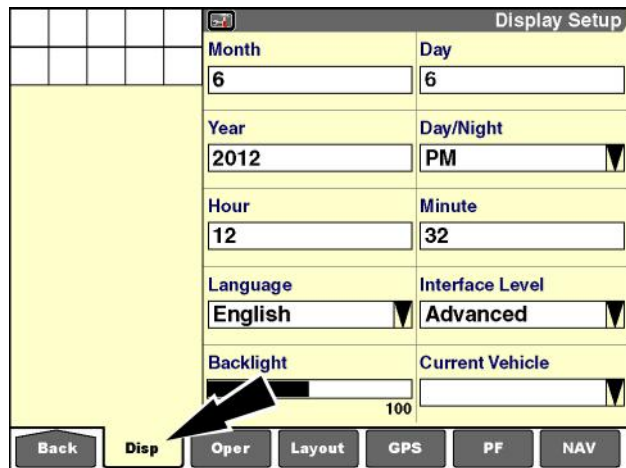 Display Setup
Month
Day
6
6
Year
Day/Night
2012
PM
Hour
Minute
12
32
Language
Interface Level
English
Advanced
Backlight
Current Vehicle
100
Back
Disp
Oper
Layout
GPS
PF
NAV